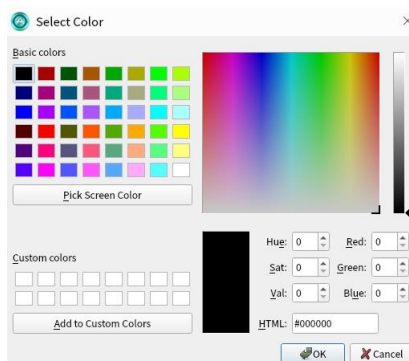 Select Color
Basic colors
Pick Screen Color
Custom colors
Add to Custom Colors
Hue: 0 Red: 0
Sat: 0 Green: 0
Val: 0 Blue: 0
HTML: #000000
OK Cancel